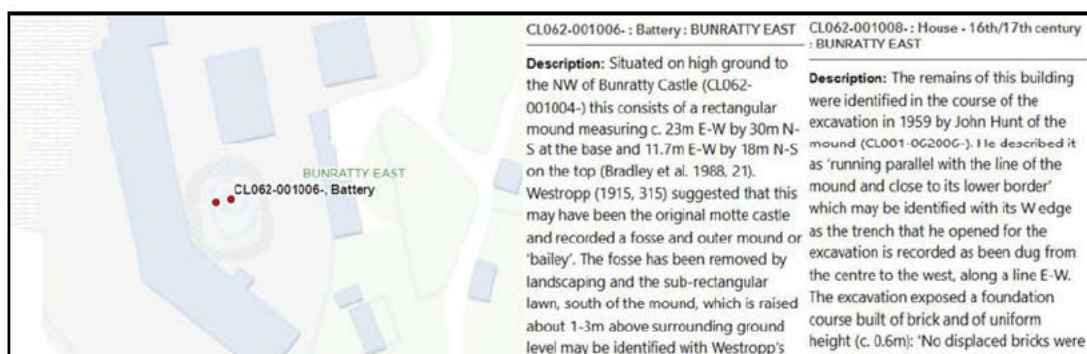 BUNRATTY EAST
CL062-001006-, Battery
CL062-001006- : Battery : BUNRATTY EAST
Description: Situated on high ground to
the NW of Bunratty Castle (CL062-
001004-) this consists of a rectangular
mound measuring c. 23m E-W by 30m N-
S at the base and 11.7m E-W by 18m N-S
on the top (Bradley et al. 1988, 21).
Westropp (1915, 315) suggested that this
may have been the original motte castle
and recorded a fosse and outer mound or
'bailey'. The fosse has been removed by
landscaping and the sub-rectangular
lawn, south of the mound, which is raised
about 1-3m above surrounding ground
level may be identified with Westropp's
CL062-001008- : House - 16th/17th century
: BUNRATTY EAST
Description: The remains of this building
were identified in the course of the
excavation in 1959 by John Hunt of the
mound (CL001-06200G-). He described it
as 'running parallel with the line of the
mound and close to its lower border'
which may be identified with its W edge
as the trench that he opened for the
excavation is recorded as been dug from
the centre to the west, along a line E-W.
The excavation exposed a foundation
course built of brick and of uniform
height (c. 0.6m): 'No displaced bricks were